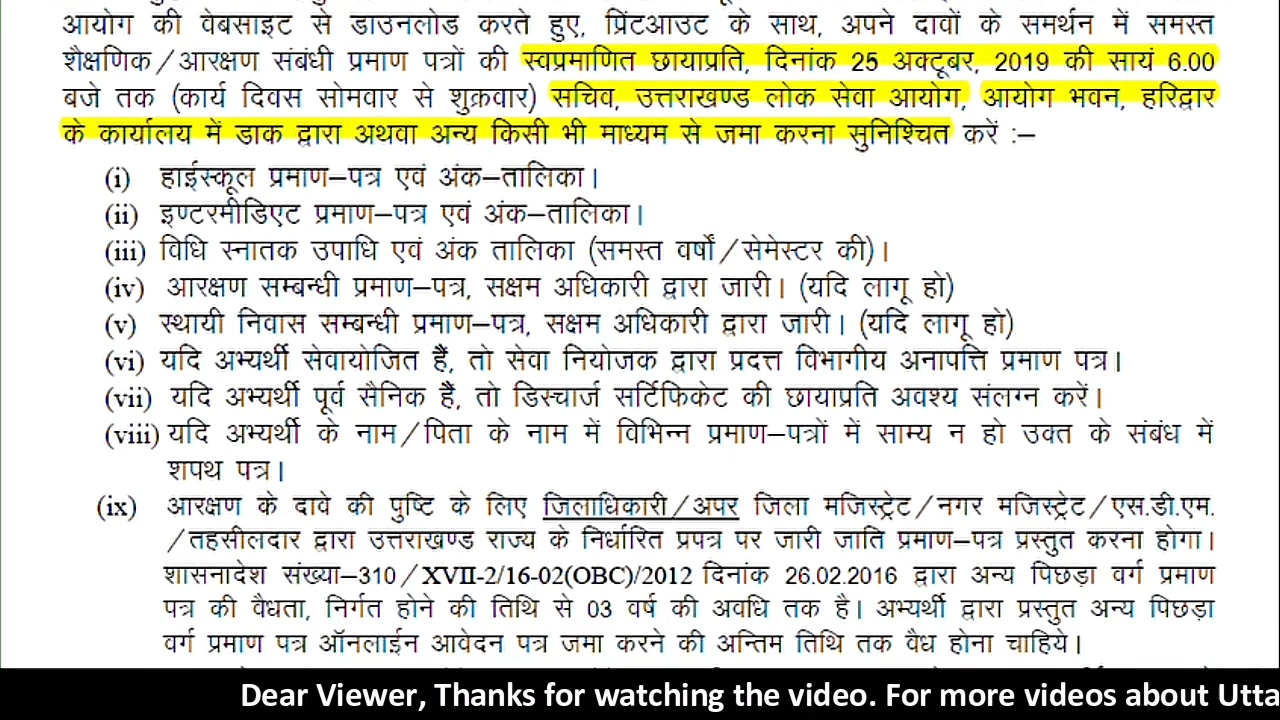 आयोग की वेबसाइट से डाउनलोड करते हुए, प्रिंटआउट के साथ, अपने दावों के समर्थन में समस्त
शैक्षणिक/आरक्षण संबंधी प्रमाण पत्रों की स्वप्रमाणित छायाप्रति, दिनांक 25 अक्टूबर, 2019 की सायं 6.00
बजे तक (कार्य दिवस सोमवार से शुक्रवार) सचिव, उत्तराखण्ड लोक सेवा आयोग, आयोग भवन, हरिद्वार
के कार्यालय में डाक द्वारा अथवा अन्य किसी भी माध्यम से जमा करना सुनिश्चित करें :–
(i) हाईस्कूल प्रमाण–पत्र एवं अंक–तालिका।
(ii) इण्टरमीडिएट प्रमाण–पत्र एवं अंक–तालिका।
(iii) विधि स्नातक उपाधि एवं अंक तालिका (समस्त वर्षों/सेमेस्टर की)।
(iv) आरक्षण सम्बन्धी प्रमाण–पत्र, सक्षम अधिकारी द्वारा जारी। (यदि लागू हो)
(v) स्थायी निवास सम्बन्धी प्रमाण–पत्र, सक्षम अधिकारी द्वारा जारी। (यदि लागू हो)
(vi) यदि अभ्यर्थी सेवायोजित हैं, तो सेवा नियोजक द्वारा प्रदत्त विभागीय अनापत्ति प्रमाण पत्र।
(vii) यदि अभ्यर्थी पूर्व सैनिक हैं, तो डिस्चार्ज सर्टिफिकेट की छायाप्रति अवश्य संलग्न करें।
(viii) यदि अभ्यर्थी के नाम/पिता के नाम में विभिन्न प्रमाण–पत्रों में साम्य न हो उक्त के संबंध में
शपथ पत्र।
(ix) आरक्षण के दावे की पुष्टि के लिए जिलाधिकारी/अपर जिला मजिस्ट्रेट/नगर मजिस्ट्रेट/एस.डी.एम.
/तहसीलदार द्वारा उत्तराखण्ड राज्य के निर्धारित प्रपत्र पर जारी जाति प्रमाण–पत्र प्रस्तुत करना होगा।
शासनादेश संख्या–310/XVII-2/16-02(OBC)/2012 दिनांक 26.02.2016 द्वारा अन्य पिछड़ा वर्ग प्रमाण
पत्र की वैधता, निर्गत होने की तिथि से 03 वर्ष की अवधि तक है। अभ्यर्थी द्वारा प्रस्तुत अन्य पिछड़ा
वर्ग प्रमाण पत्र ऑनलाईन आवेदन पत्र जमा करने की अन्तिम तिथि तक वैध होना चाहिये।
Dear Viewer, Thanks for watching the video. For more videos about Utta